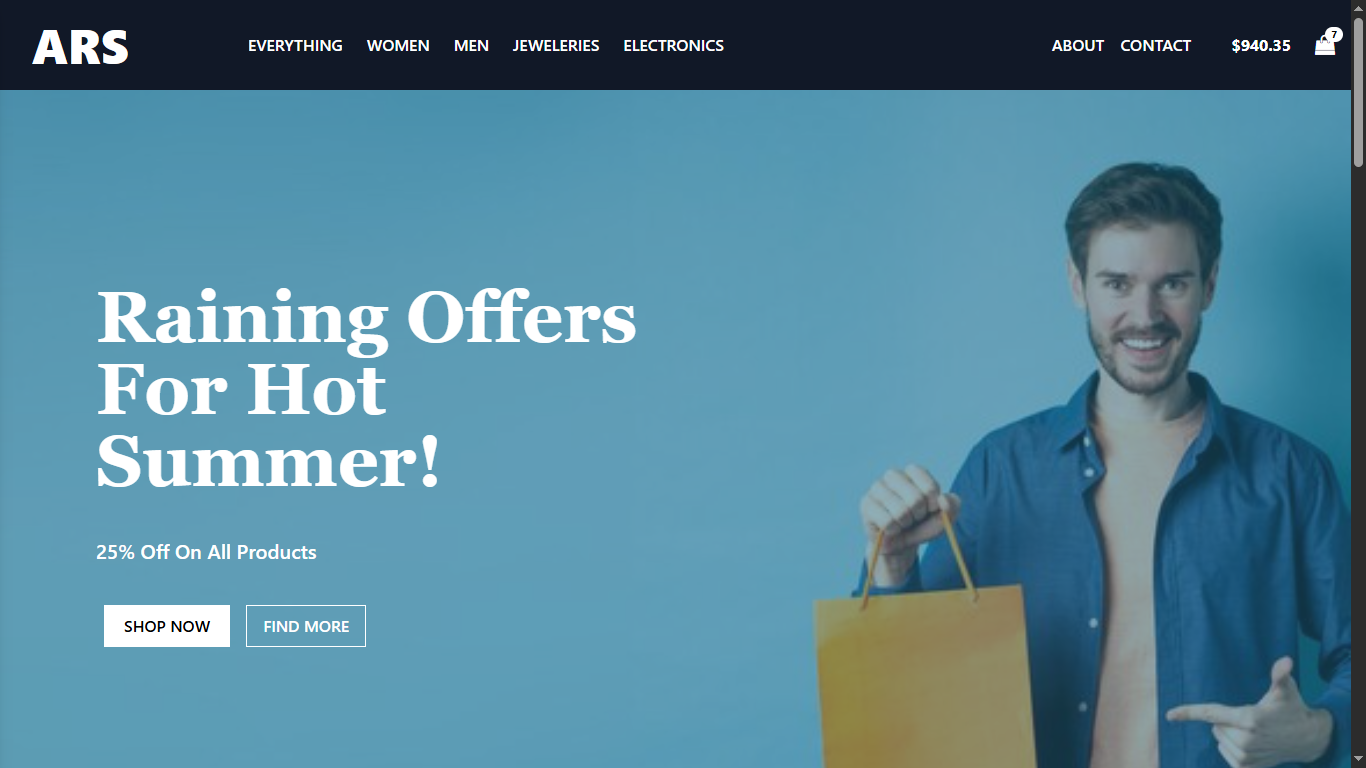 ARS
EVERYTHING WOMEN MEN JEWELERIES ELECTRONICS ABOUT CONTACT $940.35 7
Raining Offers
For Hot
Summer!
25% Off On All Products
SHOP NOW FIND MORE